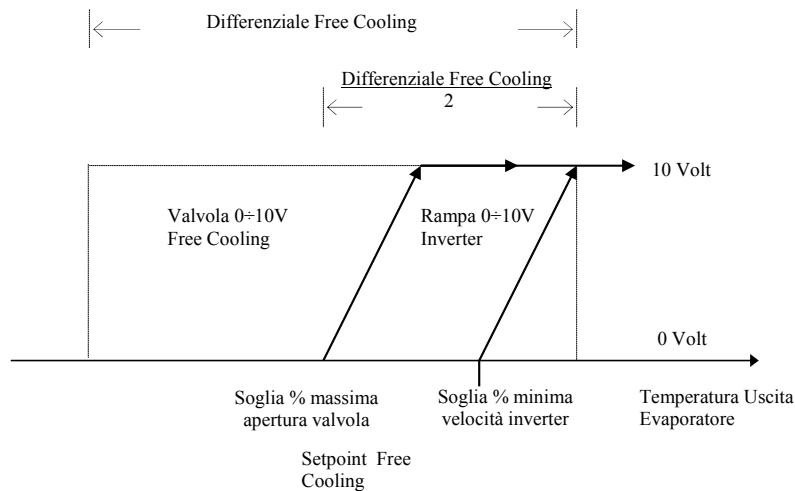 Differenziale Free Cooling
Differenziale Free Cooling
2
10 Volt
Valvola 0÷10V
Free Cooling
Rampa 0÷10V
Inverter
0 Volt
Soglia % massima
apertura valvola
Soglia % minima
velocità inverter
Temperatura Uscita
Evaporatore
Setpoint Free
Cooling